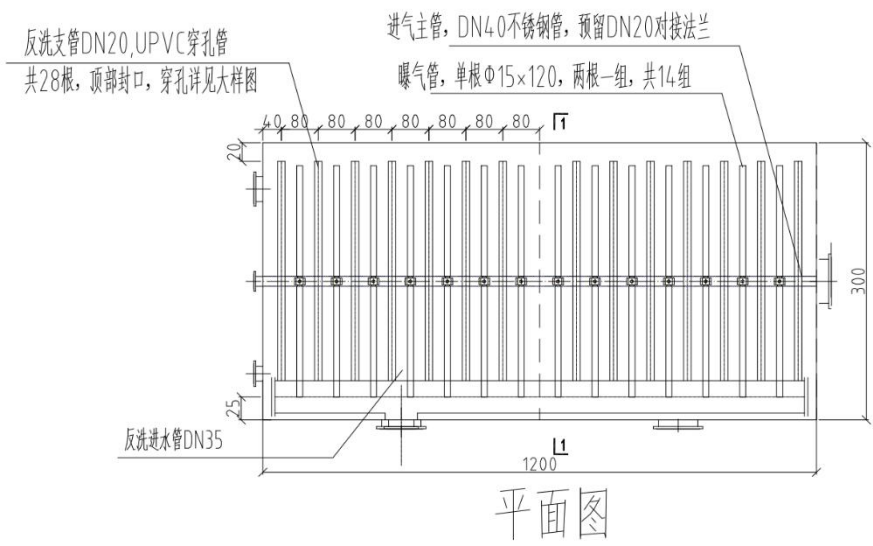 反洗支管DN20,UPVC穿孔管
共28根，顶部封口，穿孔详见大样图
进气主管，DN40不锈钢管，预留DN20对接法兰
曝气管，单根Φ15×120，两根一组，共14组
40 80 80 80 80 80 80 80
1
20
300
25
反洗进水管DN35
1
1200
平面图